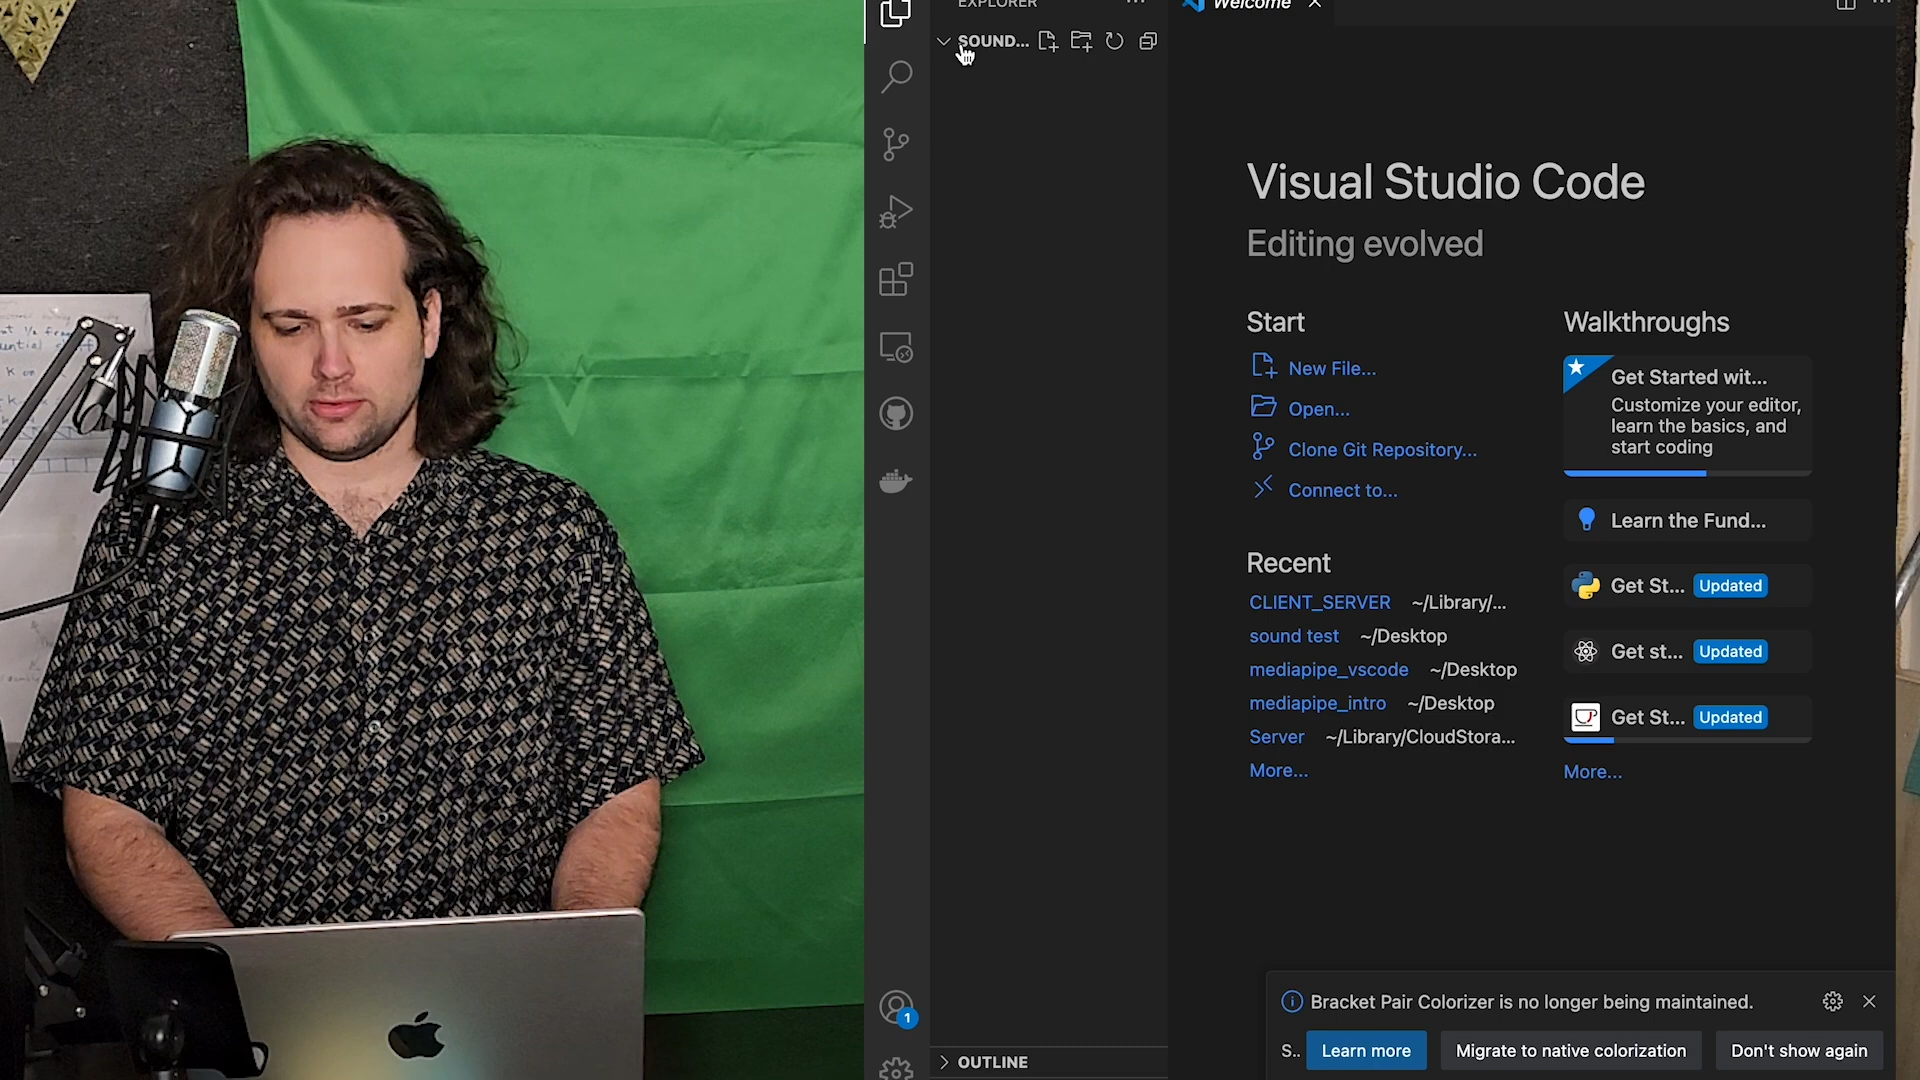 EXPLORER
Welcome
SOUND...
Visual Studio Code
Editing evolved
Start
New File...
Open...
Clone Git Repository...
Connect to...
Recent
CLIENT_SERVER ~/Library/...
sound test ~/Desktop
mediapipe_vscode ~/Desktop
mediapipe_intro ~/Desktop
Server ~/Library/CloudStora...
More...
Walkthroughs
Get Started wit...
Customize your editor,
learn the basics, and
start coding
Learn the Fund...
Get St... Updated
Get st... Updated
Get St... Updated
More...
1
OUTLINE
Bracket Pair Colorizer is no longer being maintained.
S.. Learn more Migrate to native colorization Don't show again